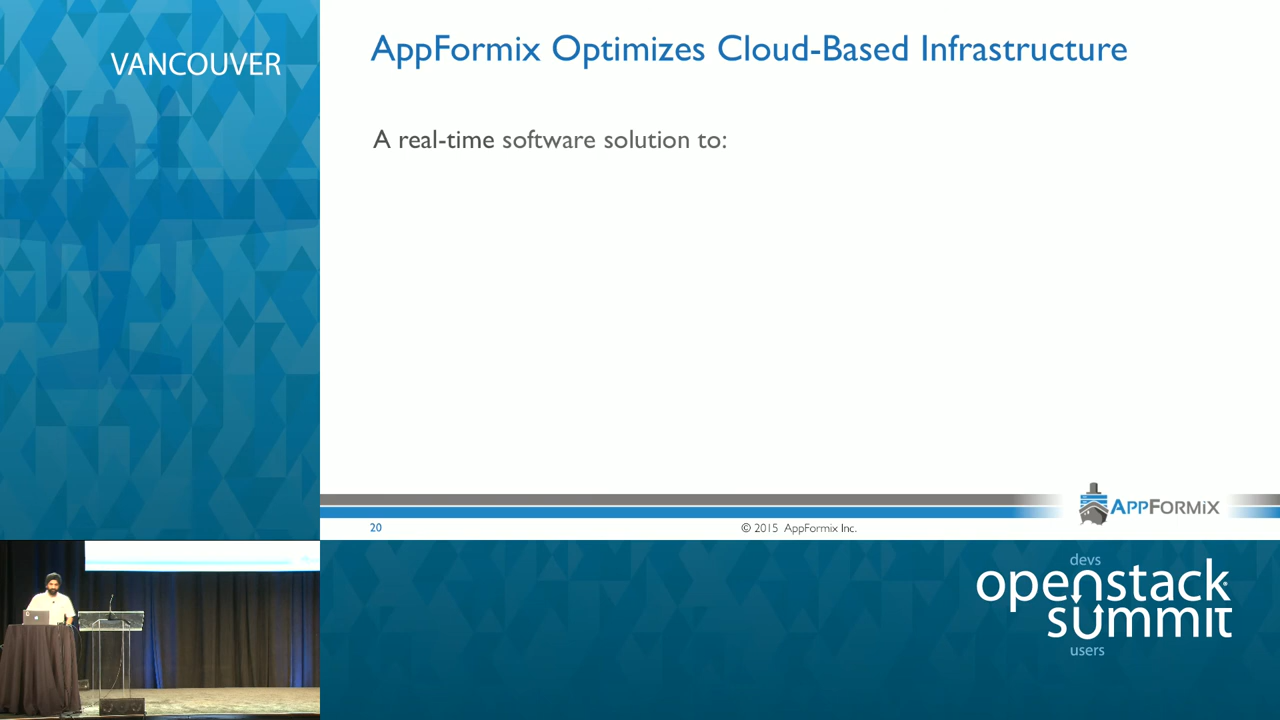 VANCOUVER
AppFormix Optimizes Cloud-Based Infrastructure
A real-time software solution to:
APPFORMIX
20
© 2015 AppFormix Inc.
devs
openstack
summit
users